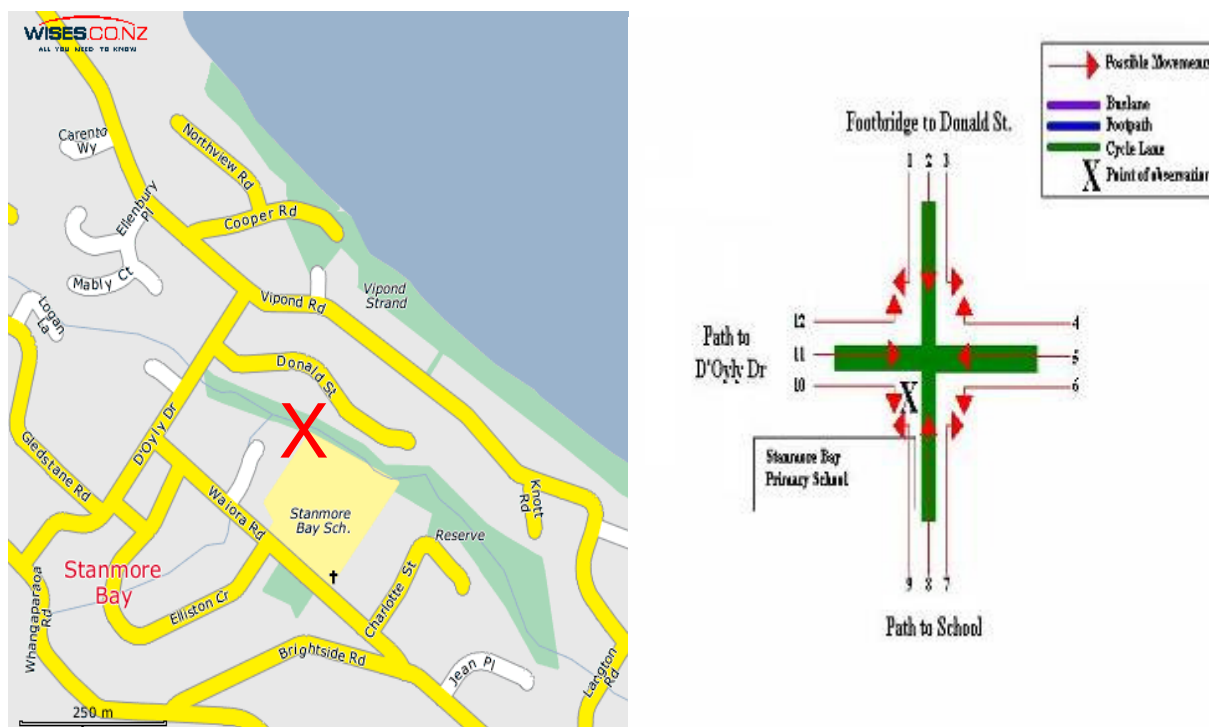 WISES.CO.NZ
ALL YOU NEED TO KNOW
Carento
Wy
Northview Rd
Ellenbury
Pl
Cooper Rd
Mably Ct
Logan
La
Vipond Rd
Vipond
Strand
Donald St
D'Oyly Dr
X
Gledstane Rd
Waiora Rd
Stanmore
Bay Sch.
Knott
Rd
Reserve
Stanmore
Bay
Elliston Cr
Charlotte St
Whangaparaoa
Rd
Brightside Rd
Jean Pl
Langton
Rd
250 m
Possible Movements
Buslane
Footpath
Cycle Lane
X Point of observation
Footbridge to Donald St.
1 2 3
12
4
Path to
D'Oyly Dr
11
5
10
6
X
Stanmore Bay
Primary School
9 8 7
Path to School